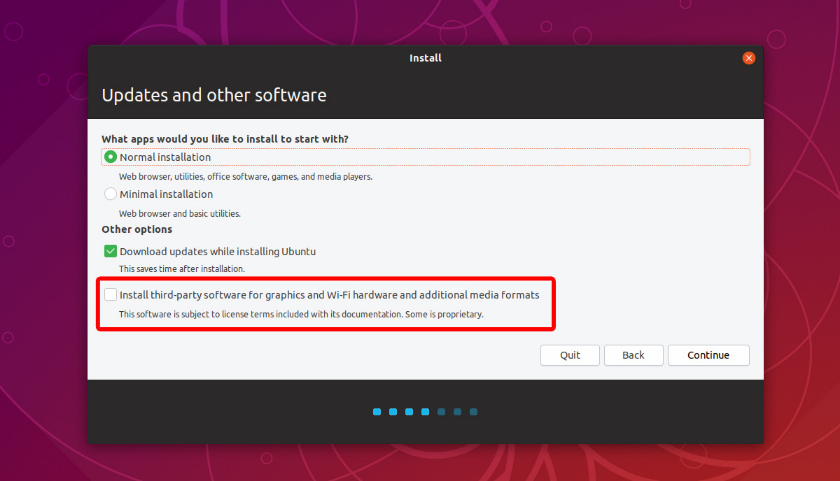 Install
Updates and other software
What apps would you like to install to start with?
Normal installation
Web browser, utilities, office software, games, and media players.
Minimal installation
Web browser and basic utilities.
Other options
Download updates while installing Ubuntu
This saves time after installation.
Install third-party software for graphics and Wi-Fi hardware and additional media formats
This software is subject to license terms included with its documentation. Some is proprietary.
Quit Back Continue